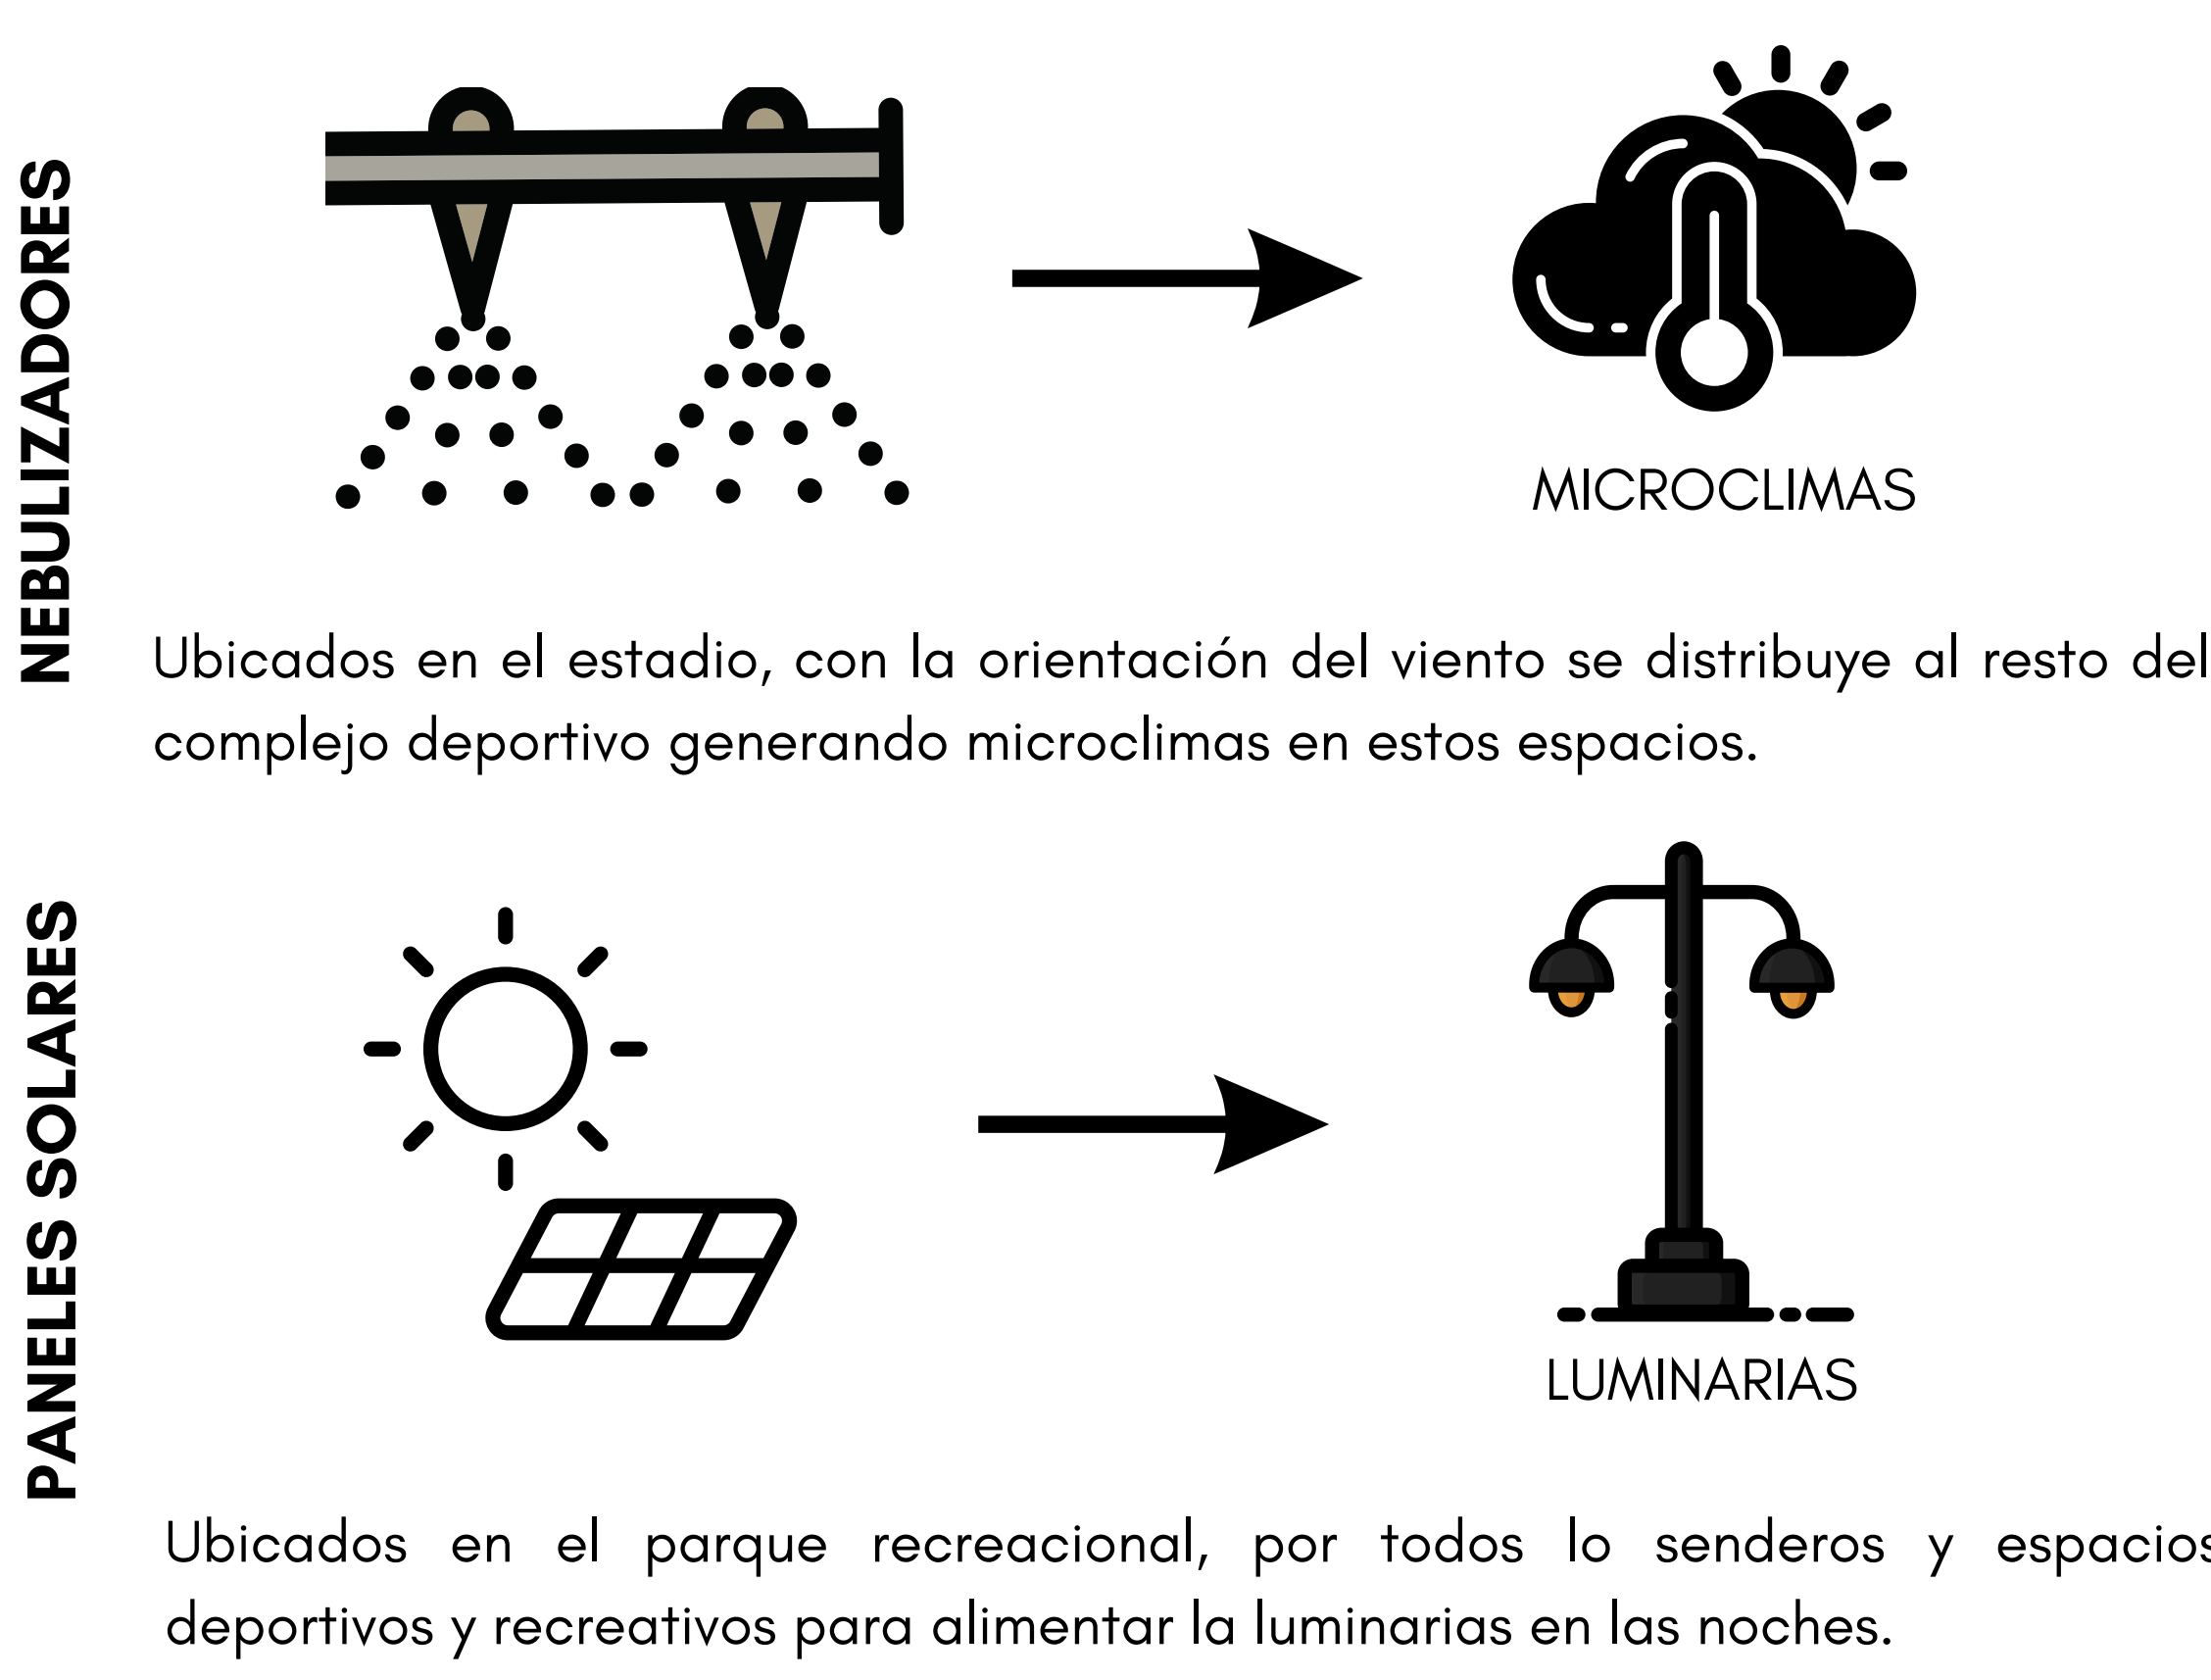 NEBULIZADORES
MICROCLIMAS
Ubicados en el estadio, con la orientación del viento se distribuye al resto del
complejo deportivo generando microclimas en estos espacios.
PANELES SOLARES
LUMINARIAS
Ubicados en el parque recreacional, por todos lo senderos y espacios
deportivos y recreativos para alimentar la luminarias en las noches.